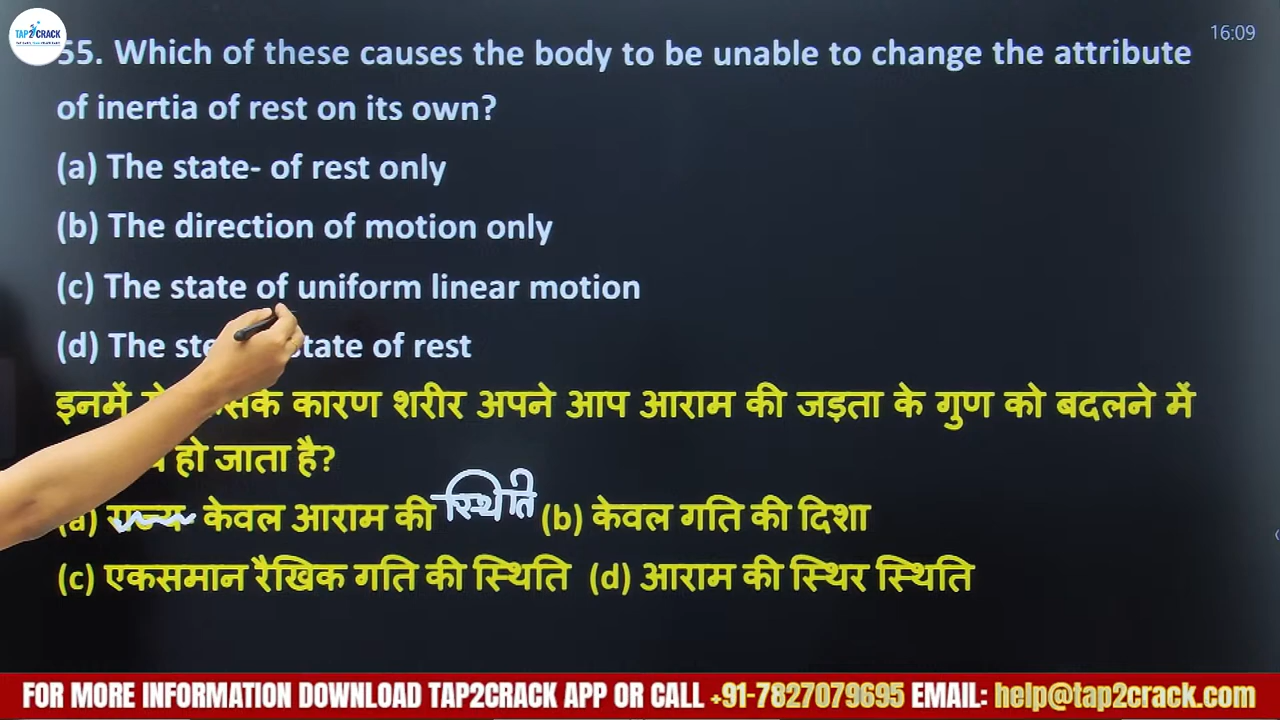 TAP2CRACK
16:09
55. Which of these causes the body to be unable to change the attribute
of inertia of rest on its own?
(a) The state- of rest only
(b) The direction of motion only
(c) The state of uniform linear motion
(d) The state of rest
इनमें कारण शरीर अपने आप आराम की जड़ता के गुण को बदलने में
हो जाता है?
(a) राज्य केवल आराम की स्थिति (b) केवल गति की दिशा
(c) एकसमान रैखिक गति की स्थिति (d) आराम की स्थिर स्थिति
FOR MORE INFORMATION DOWNLOAD TAP2CRACK APP OR CALL +91-7827079695 EMAIL: help@tap2crack.com